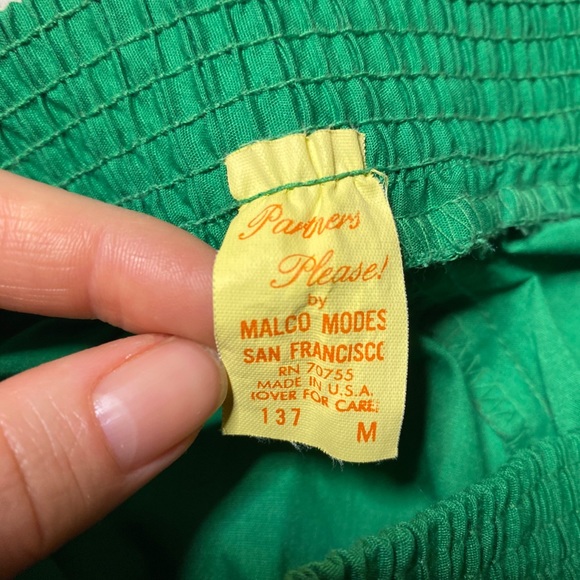 Partners
Please!
by
MALCO MODES
SAN FRANCISCO
RN 70755
MADE IN U.S.A.
(OVER FOR CARE)
137 M